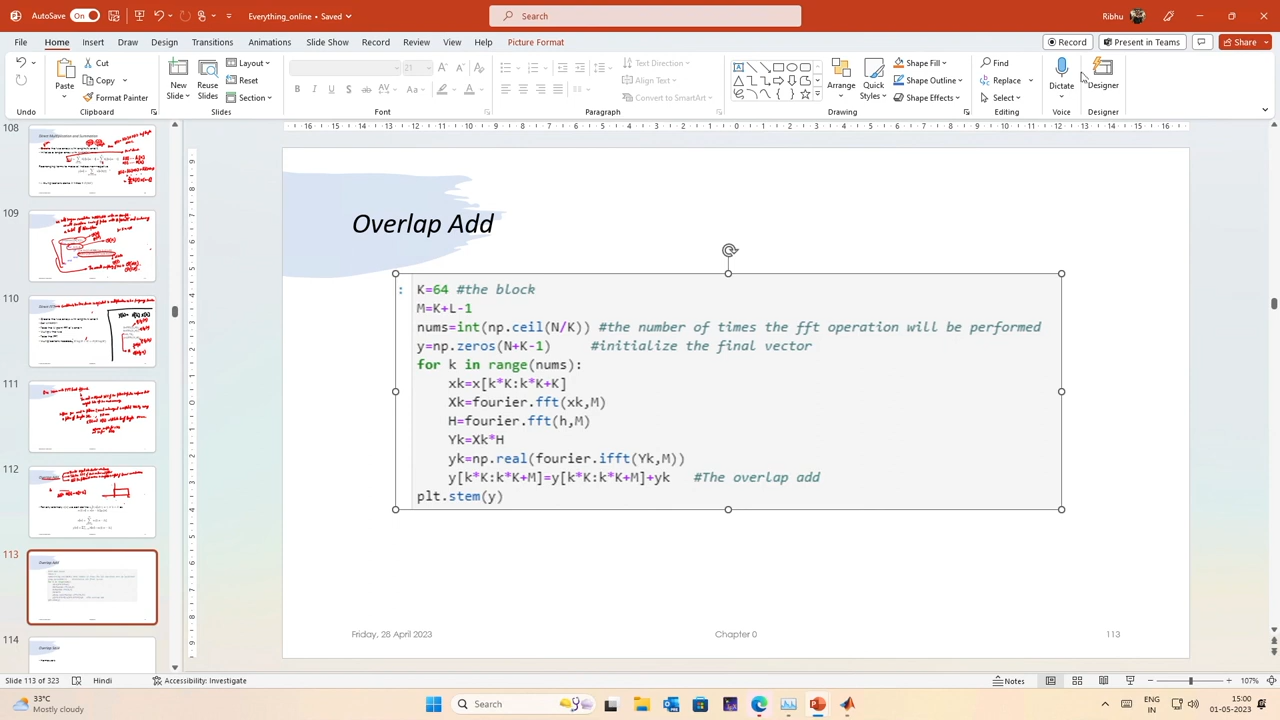 AutoSave On Everything_online • Saved Search Ribhu
File Home Insert Draw Design Transitions Animations Slide Show Record Review View Help Picture Format Record Present in Teams Share
Paste Cut Copy Format Painter New Slide Reuse Slides Layout Reset Section 21 Text Direction Align Text Convert to SmartArt Arrange Quick Styles Shape Fill Shape Outline Shape Effects Find Replace Select Dictate Designer
Undo Clipboard Slides Font Paragraph Drawing Editing Voice Designer
108
109
110
111
112
113
114
Overlap Add
: K=64 #the block
M=K+L-1
nums=int(np.ceil(N/K)) #the number of times the fft operation will be performed
y=np.zeros(N+K-1) #initialize the final vector
for k in range(nums):
xk=x[k*K:k*K+K]
Xk=fourier.fft(xk,M)
H=fourier.fft(h,M)
Yk=Xk*H
yk=np.real(fourier.ifft(Yk,M))
y[k*K:k*K+M]=y[k*K:k*K+M]+yk #The overlap add
plt.stem(y)
Friday, 28 April 2023 Chapter 0 113
Slide 113 of 323 Hindi Accessibility: Investigate Notes 107%
33°C
Mostly cloudy
Search
ENG
IN
15:00
01-05-2023